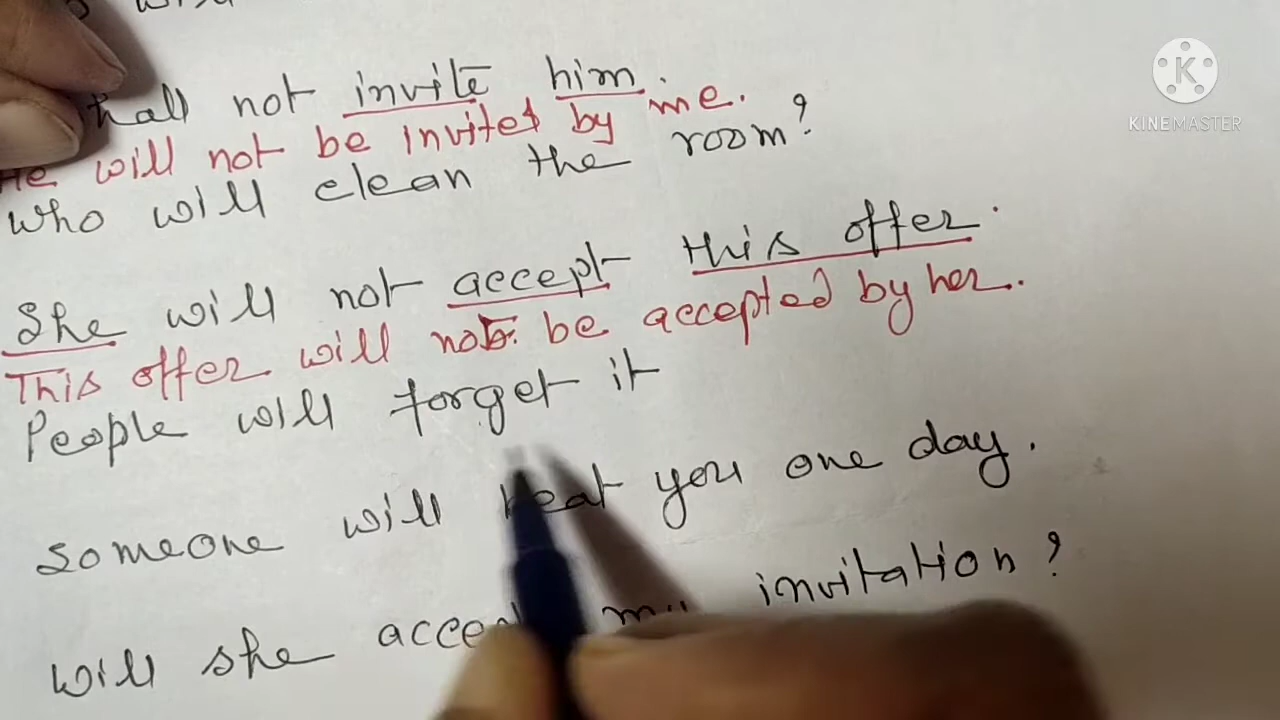 hall not invite him.
He will not be invited by me.
who will clean the room?
She will not accept this offer.
This offer will not be accepted by her.
People will forget it
someone will beat you one day.
will she accept my invitation?
KINEMASTER